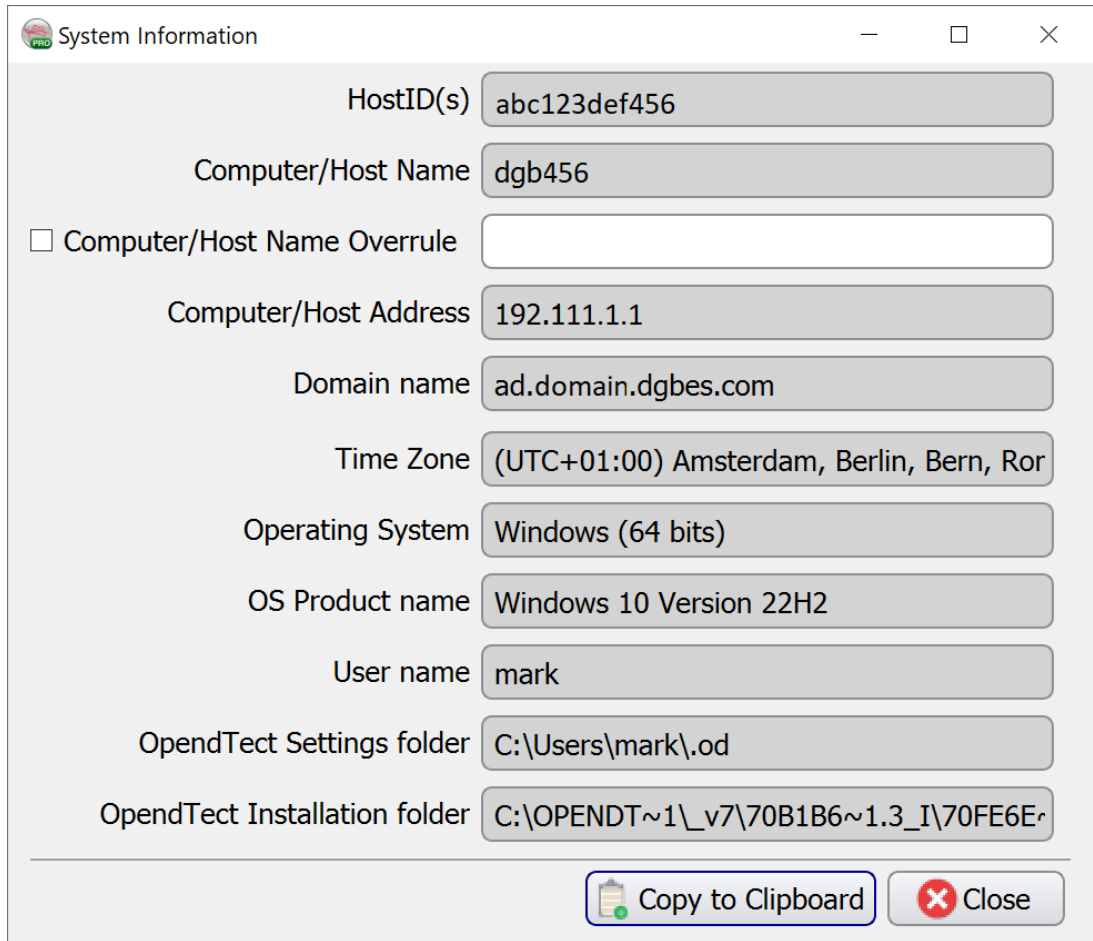 System Information
HostID(s) abc123def456
Computer/Host Name dgb456
Computer/Host Name Overrule
Computer/Host Address 192.111.1.1
Domain name ad.domain.dgbes.com
Time Zone (UTC+01:00) Amsterdam, Berlin, Bern, Ror
Operating System Windows (64 bits)
OS Product name Windows 10 Version 22H2
User name mark
OpendTect Settings folder C:\Users\mark\.od
OpendTect Installation folder C:\OPENDT~1\_v7\70B1B6~1.3_I\70FE6E~
Copy to Clipboard Close
PRO